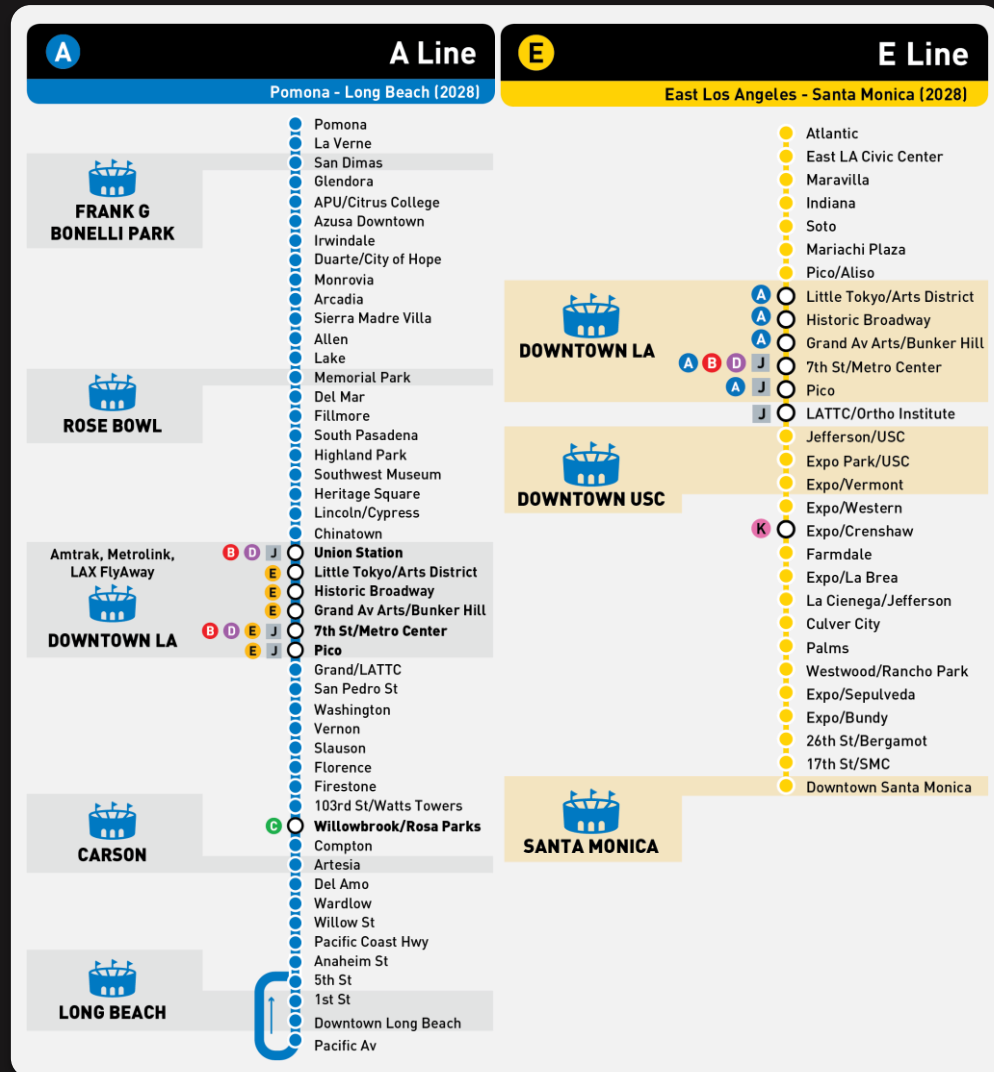 A
A Line
Pomona - Long Beach (2028)
Pomona
La Verne
San Dimas
Glendora
APU/Citrus College
Azusa Downtown
Irwindale
Duarte/City of Hope
Monrovia
Arcadia
Sierra Madre Villa
Allen
Lake
Memorial Park
Del Mar
Fillmore
South Pasadena
Highland Park
Southwest Museum
Heritage Square
Lincoln/Cypress
Chinatown
B D J Union Station
E Little Tokyo/Arts District
E Historic Broadway
E Grand Av Arts/Bunker Hill
B D E J 7th St/Metro Center
E J Pico
Grand/LATTC
San Pedro St
Washington
Vernon
Slauson
Florence
Firestone
103rd St/Watts Towers
C Willowbrook/Rosa Parks
Compton
Artesia
Del Amo
Wardlow
Willow St
Pacific Coast Hwy
Anaheim St
5th St
1st St
Downtown Long Beach
Pacific Av
FRANK G
BONELLI PARK
ROSE BOWL
Amtrak, Metrolink,
LAX FlyAway
DOWNTOWN LA
CARSON
LONG BEACH
E
E Line
East Los Angeles - Santa Monica (2028)
Atlantic
East LA Civic Center
Maravilla
Indiana
Soto
Mariachi Plaza
Pico/Aliso
A Little Tokyo/Arts District
A Historic Broadway
A Grand Av Arts/Bunker Hill
A B D J 7th St/Metro Center
A J Pico
J LATTC/Ortho Institute
Jefferson/USC
Expo Park/USC
Expo/Vermont
Expo/Western
K Expo/Crenshaw
Farmdale
Expo/La Brea
La Cienega/Jefferson
Culver City
Palms
Westwood/Rancho Park
Expo/Sepulveda
Expo/Bundy
26th St/Bergamot
17th St/SMC
Downtown Santa Monica
DOWNTOWN LA
DOWNTOWN USC
SANTA MONICA